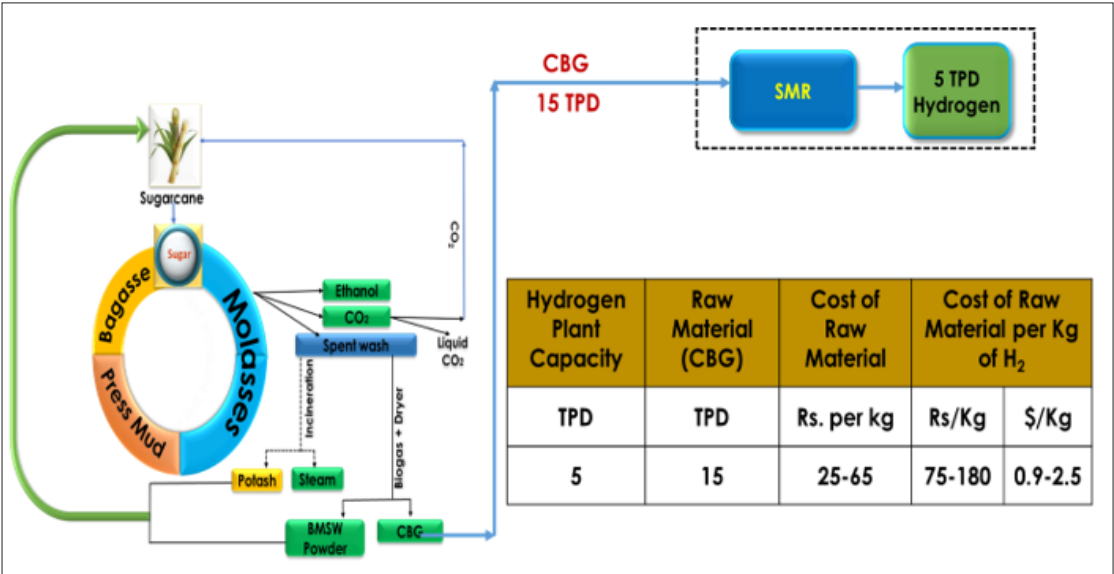 CBG
15 TPD
SMR
5 TPD
Hydrogen
Sugarcane
CO₂
Sugar
Bagasse
Molasses
Press Mud
Ethanol
CO₂
Spent wash
Liquid
CO₂
Incineration
Biogas + Dryer
Potash
Steam
BMSW
Powder
CBG
Hydrogen
Plant
Capacity
Raw
Material
(CBG)
Cost of
Raw
Material
Cost of Raw
Material per Kg
of H₂
TPD
TPD
Rs. per kg
Rs/Kg
$/Kg
5
15
25-65
75-180
0.9-2.5